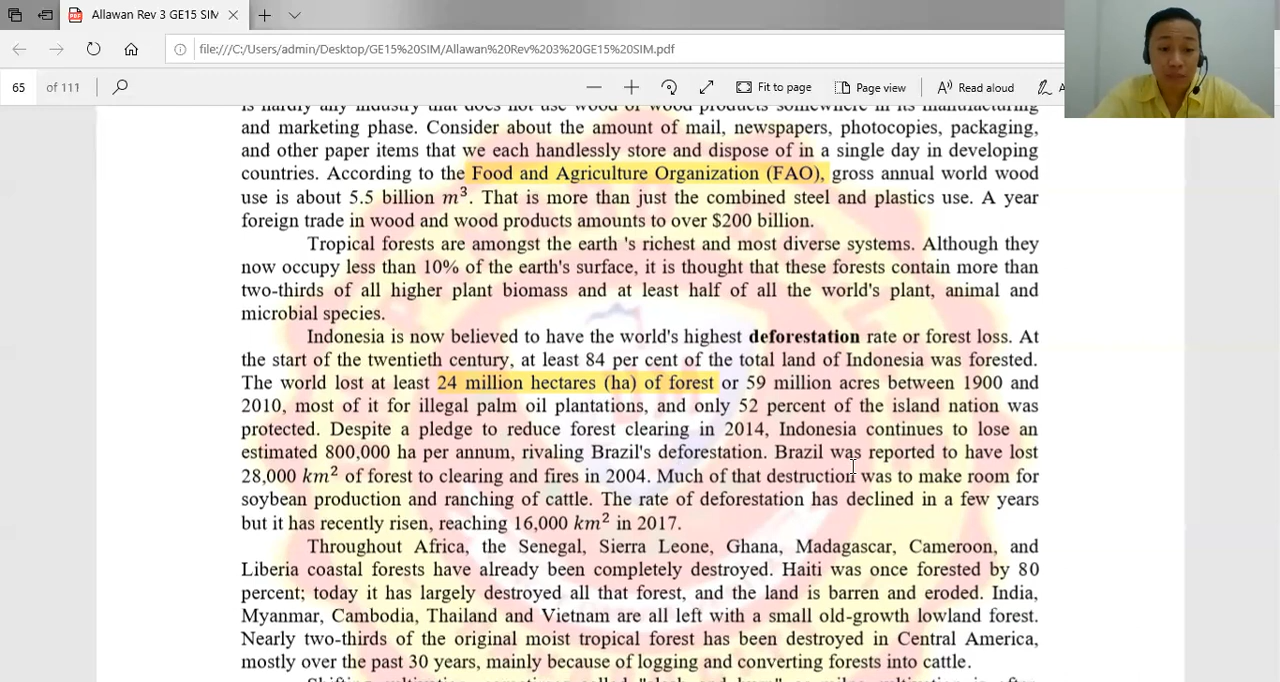 Allawan Rev 3 GE15 SIM
file:///C:/Users/admin/Desktop/GE15%20SIM/Allawan%20Rev%203%20GE15%20SIM.pdf
65 of 111
Fit to page
Page view
Read aloud
is hardly any industry that does not use wood or wood products somewhere in its manufacturing
and marketing phase. Consider about the amount of mail, newspapers, photocopies, packaging,
and other paper items that we each handlessly store and dispose of in a single day in developing
countries. According to the Food and Agriculture Organization (FAO), gross annual world wood
use is about 5.5 billion m³. That is more than just the combined steel and plastics use. A year
foreign trade in wood and wood products amounts to over $200 billion.
Tropical forests are amongst the earth 's richest and most diverse systems. Although they
now occupy less than 10% of the earth's surface, it is thought that these forests contain more than
two-thirds of all higher plant biomass and at least half of all the world's plant, animal and
microbial species.
Indonesia is now believed to have the world's highest deforestation rate or forest loss. At
the start of the twentieth century, at least 84 per cent of the total land of Indonesia was forested.
The world lost at least 24 million hectares (ha) of forest or 59 million acres between 1900 and
2010, most of it for illegal palm oil plantations, and only 52 percent of the island nation was
protected. Despite a pledge to reduce forest clearing in 2014, Indonesia continues to lose an
estimated 800,000 ha per annum, rivaling Brazil's deforestation. Brazil was reported to have lost
28,000 km² of forest to clearing and fires in 2004. Much of that destruction was to make room for
soybean production and ranching of cattle. The rate of deforestation has declined in a few years
but it has recently risen, reaching 16,000 km² in 2017.
Throughout Africa, the Senegal, Sierra Leone, Ghana, Madagascar, Cameroon, and
Liberia coastal forests have already been completely destroyed. Haiti was once forested by 80
percent; today it has largely destroyed all that forest, and the land is barren and eroded. India,
Myanmar, Cambodia, Thailand and Vietnam are all left with a small old-growth lowland forest.
Nearly two-thirds of the original moist tropical forest has been destroyed in Central America,
mostly over the past 30 years, mainly because of logging and converting forests into cattle.